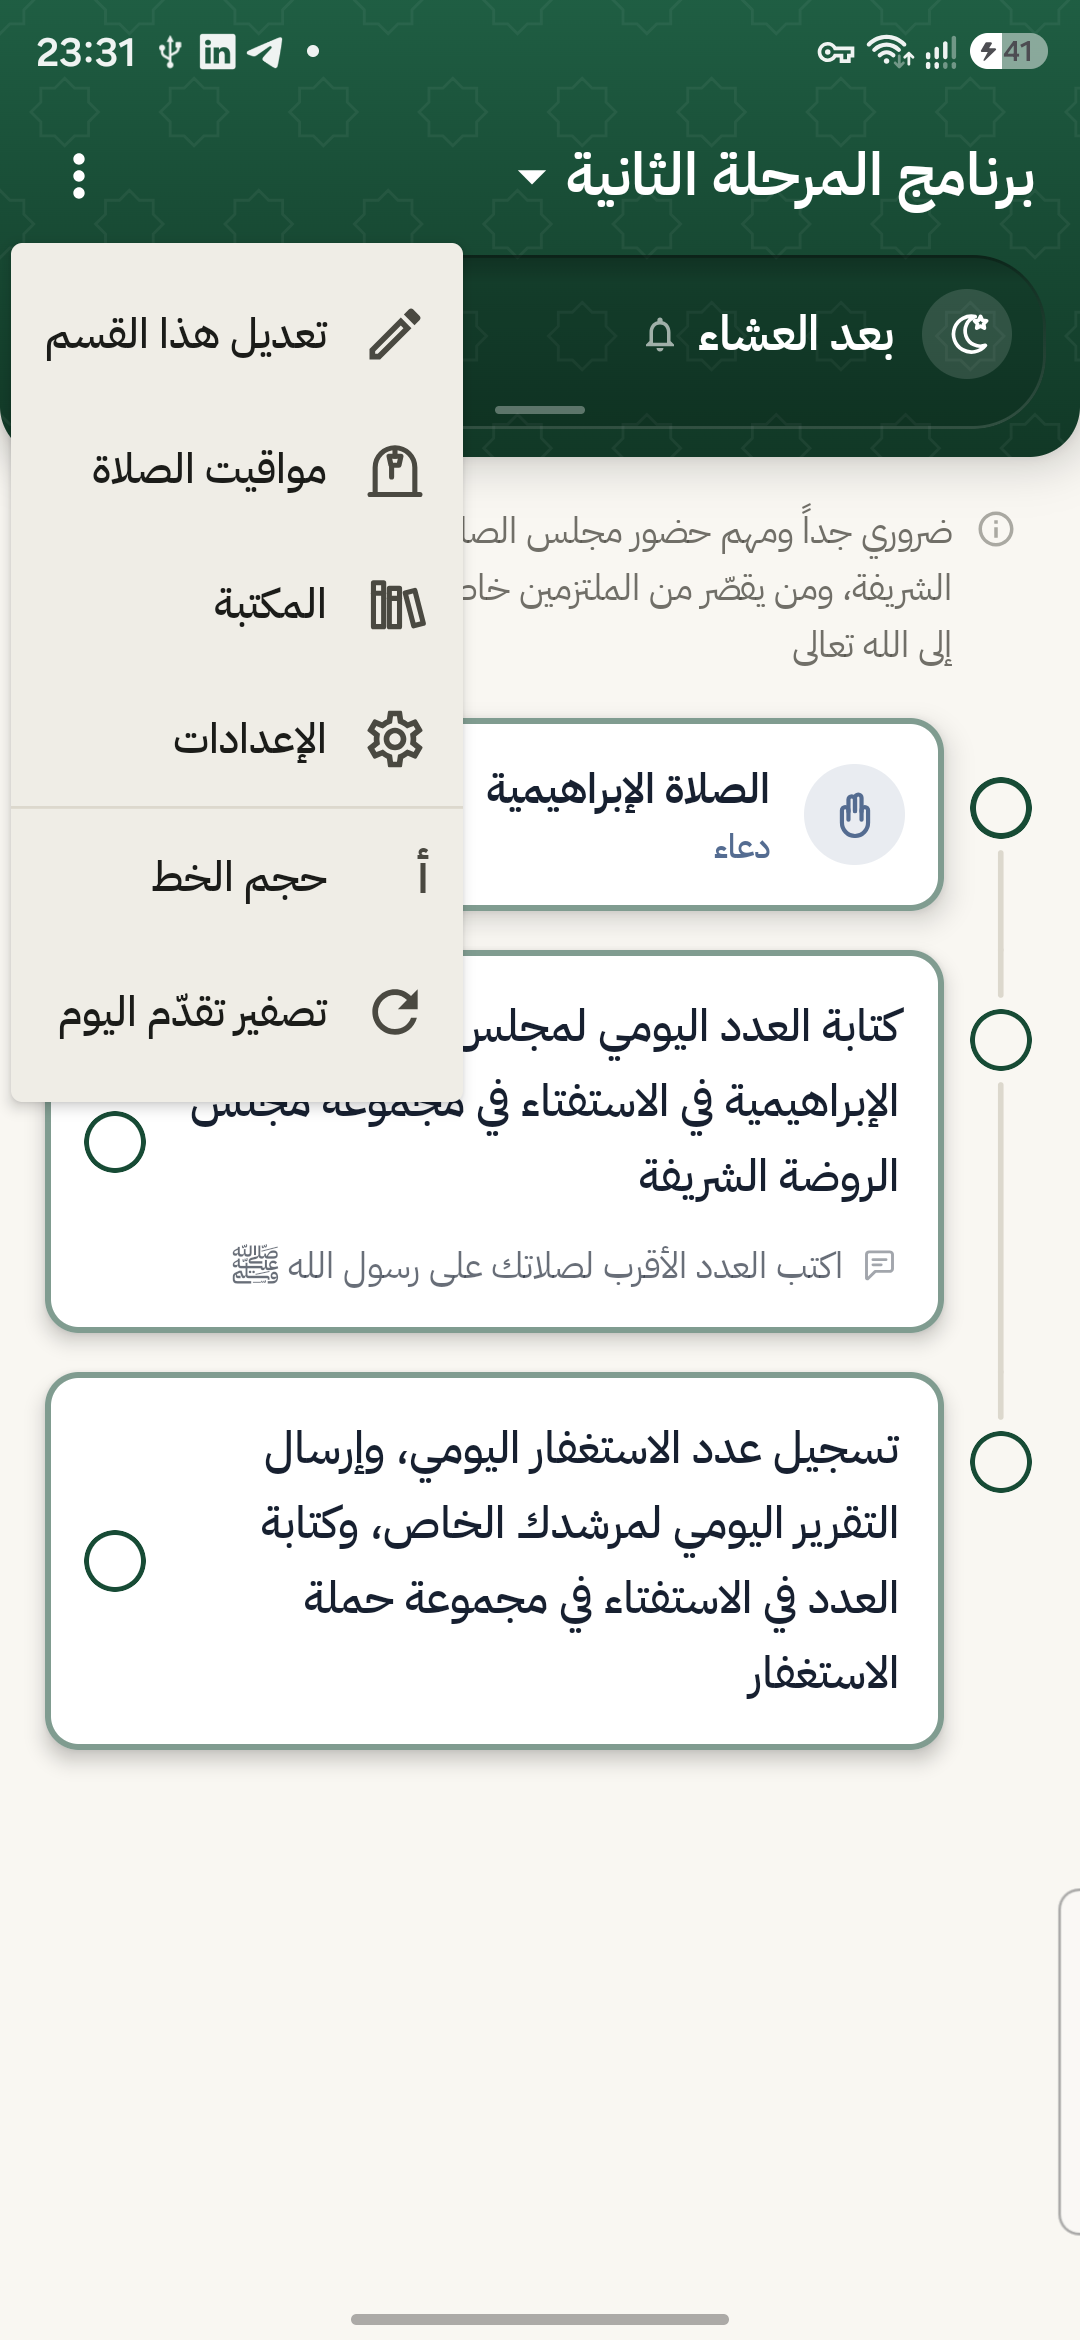 23:31
41
برنامج المرحلة الثانية
بعد العشاء
تعديل هذا القسم
مواقيت الصلاة
المكتبة
الإعدادات
أ حجم الخط
تصفير تقدّم اليوم
ضروري جداً ومهم حضور مجلس
الشريفة، ومن يقصّر من الملتزمين
إلى الله تعالى
الصلاة الإبراهيمية
دعاء
كتابة العدد اليومي لمجلس
الإبراهيمية في الاستفتاء في مجموعة مجلس
الروضة الشريفة
اكتب العدد الأقرب لصلاتك على رسول الله ﷺ
تسجيل عدد الاستغفار اليومي، وإرسال
التقرير اليومي لمرشدك الخاص، وكتابة
العدد في الاستفتاء في مجموعة حملة
الاستغفار